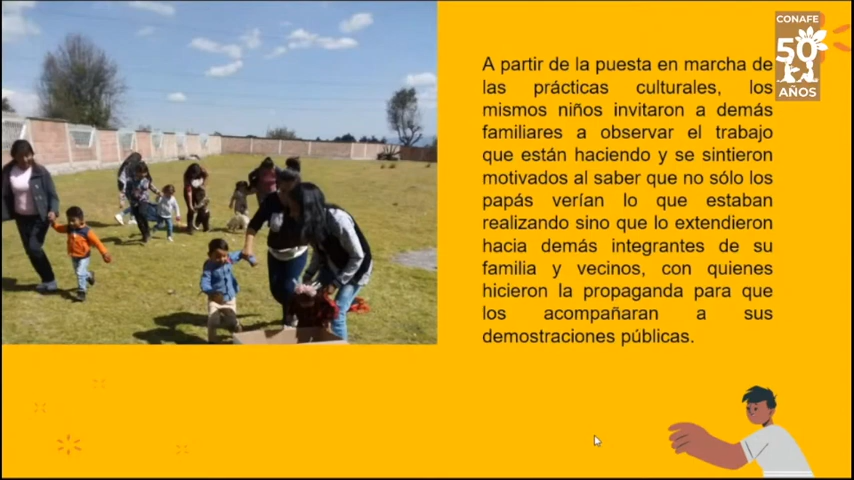 CONAFE
50
AÑOS
A partir de la puesta en marcha de
las prácticas culturales, los
mismos niños invitaron a demás
familiares a observar el trabajo
que están haciendo y se sintieron
motivados al saber que no sólo los
papás verían lo que estaban
realizando sino que lo extendieron
hacia demás integrantes de su
familia y vecinos, con quienes
hicieron la propaganda para que
los acompañaran a sus
demostraciones públicas.